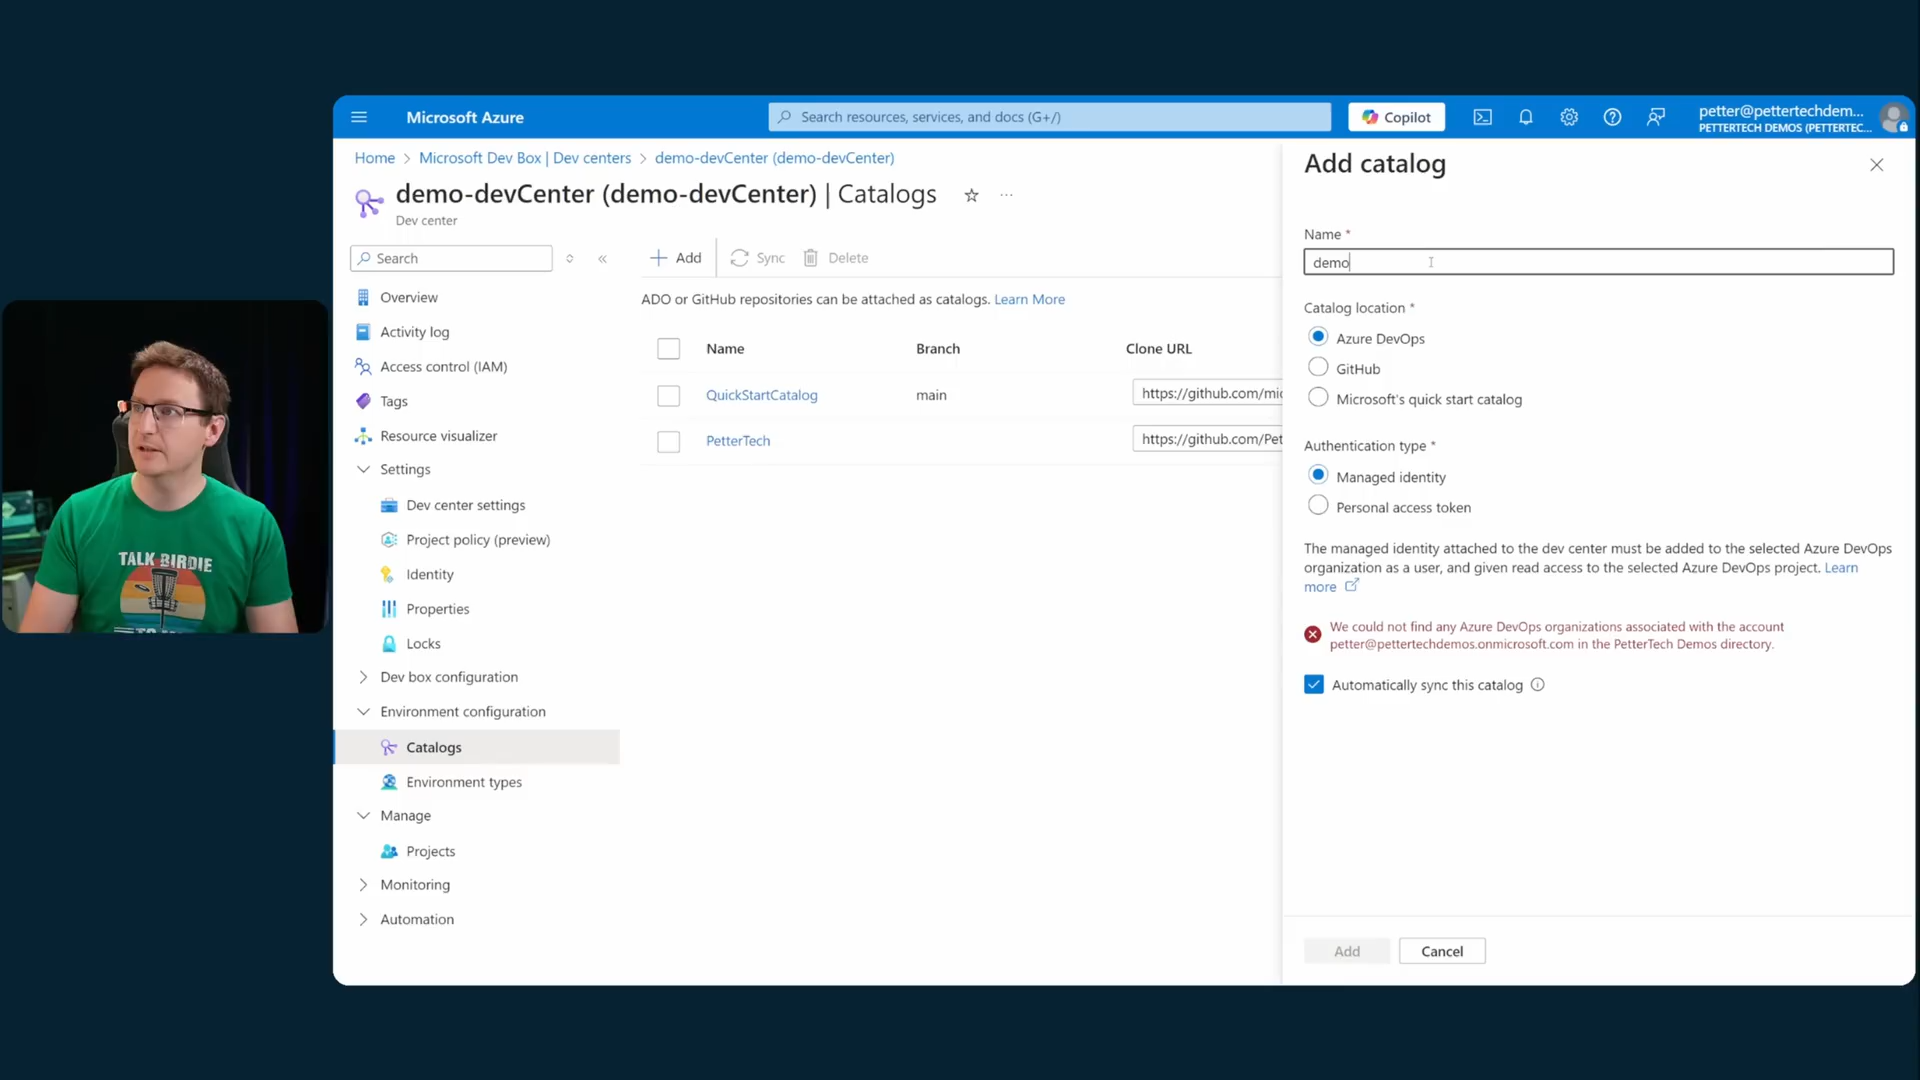 Microsoft Azure
Search resources, services, and docs (G+/)
Copilot
petter@pettertechdem...
PETTERTECH DEMOS (PETTERTEC...
Home > Microsoft Dev Box | Dev centers > demo-devCenter (demo-devCenter)
demo-devCenter (demo-devCenter) | Catalogs
...
Dev center
Search
Overview
Activity log
Access control (IAM)
Tags
Resource visualizer
Settings
Dev center settings
Project policy (preview)
Identity
Properties
Locks
Dev box configuration
Environment configuration
Catalogs
Environment types
Manage
Projects
Monitoring
Automation
Add
Sync
Delete
ADO or GitHub repositories can be attached as catalogs. Learn More
Name Branch Clone URL
QuickStartCatalog main https://github.com/mic
PetterTech https://github.com/Pet
Add catalog
Name *
demo
Catalog location *
Azure DevOps
GitHub
Microsoft's quick start catalog
Authentication type *
Managed identity
Personal access token
The managed identity attached to the dev center must be added to the selected Azure DevOps
organization as a user, and given read access to the selected Azure DevOps project. Learn
more
We could not find any Azure DevOps organizations associated with the account
petter@pettertechdemos.onmicrosoft.com in the PetterTech Demos directory.
Automatically sync this catalog
Add
Cancel
TALK BIRDIE